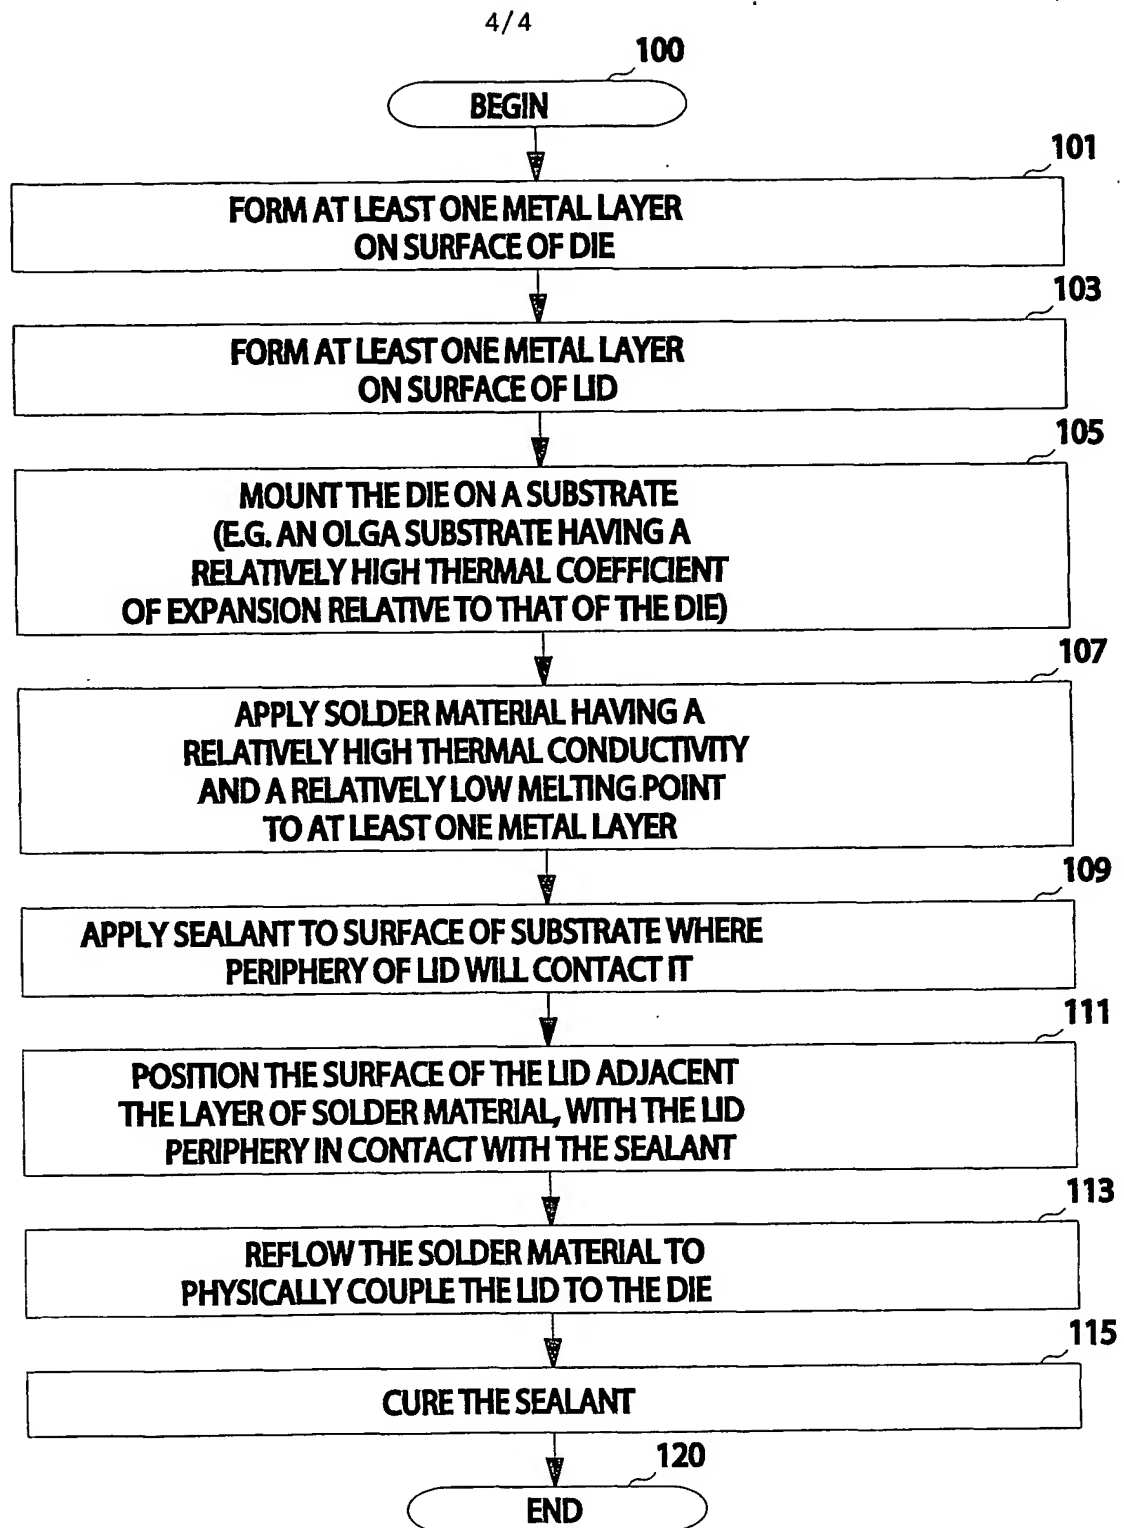 4/4
100
BEGIN
101
FORM AT LEAST ONE METAL LAYER
ON SURFACE OF DIE
103
FORM AT LEAST ONE METAL LAYER
ON SURFACE OF LID
105
MOUNT THE DIE ON A SUBSTRATE
(E.G. AN OLGA SUBSTRATE HAVING A
RELATIVELY HIGH THERMAL COEFFICIENT
OF EXPANSION RELATIVE TO THAT OF THE DIE)
107
APPLY SOLDER MATERIAL HAVING A
RELATIVELY HIGH THERMAL CONDUCTIVITY
AND A RELATIVELY LOW MELTING POINT
TO AT LEAST ONE METAL LAYER
109
APPLY SEALANT TO SURFACE OF SUBSTRATE WHERE
PERIPHERY OF LID WILL CONTACT IT
111
POSITION THE SURFACE OF THE LID ADJACENT
THE LAYER OF SOLDER MATERIAL, WITH THE LID
PERIPHERY IN CONTACT WITH THE SEALANT
113
REFLOW THE SOLDER MATERIAL TO
PHYSICALLY COUPLE THE LID TO THE DIE
115
CURE THE SEALANT
120
END